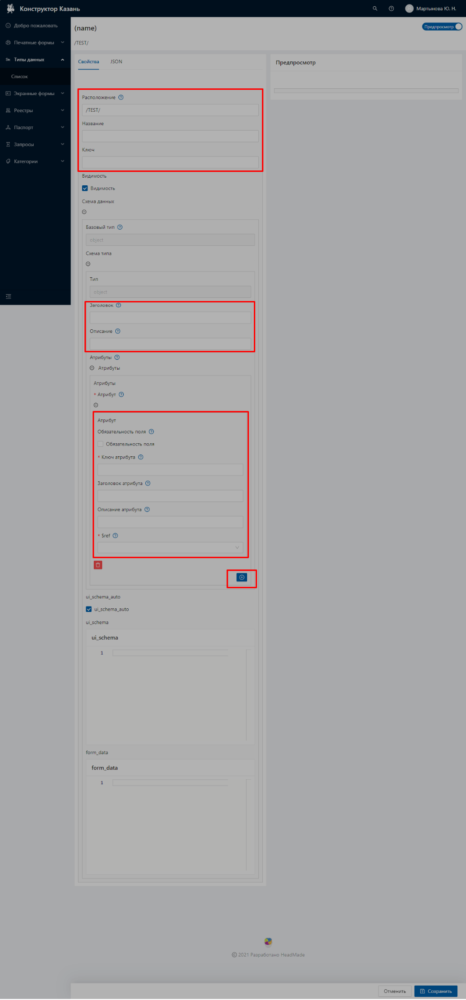 Конструктор Казань
Мартынова Ю. Н.
Добро пожаловать
Печатные формы
Типы данных
Список
Экранные формы
Реестры
Паспорт
Запросы
Категории
(name)
Предпросмотр
/TEST/
Свойства JSON
Предпросмотр
Расположение
/TEST/
Название
Ключ
Видимость
Видимость
Схема данных
Базовый тип
object
Схема типа
Тип
object
Заголовок
Описание
Атрибуты
Атрибуты
Атрибуты
* Атрибут
Атрибут
Обязательность поля
Обязательность поля
* Ключ атрибута
Заголовок атрибута
Описание атрибута
* $ref
ui_schema_auto
ui_schema_auto
ui_schema
ui_schema
1
form_data
form_data
1
© 2021 Разработано HeadMade
Отменить
Сохранить